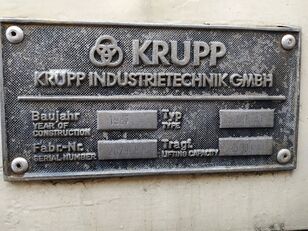 KRUPP
KRUPP INDUSTRIETECHNIK GMBH
Baujahr
YEAR OF CONSTRUCTION
Typ
TYPE
Fabr-Nr.
SERIAL NUMBER
Tragf.
LIFTING CAPACITY